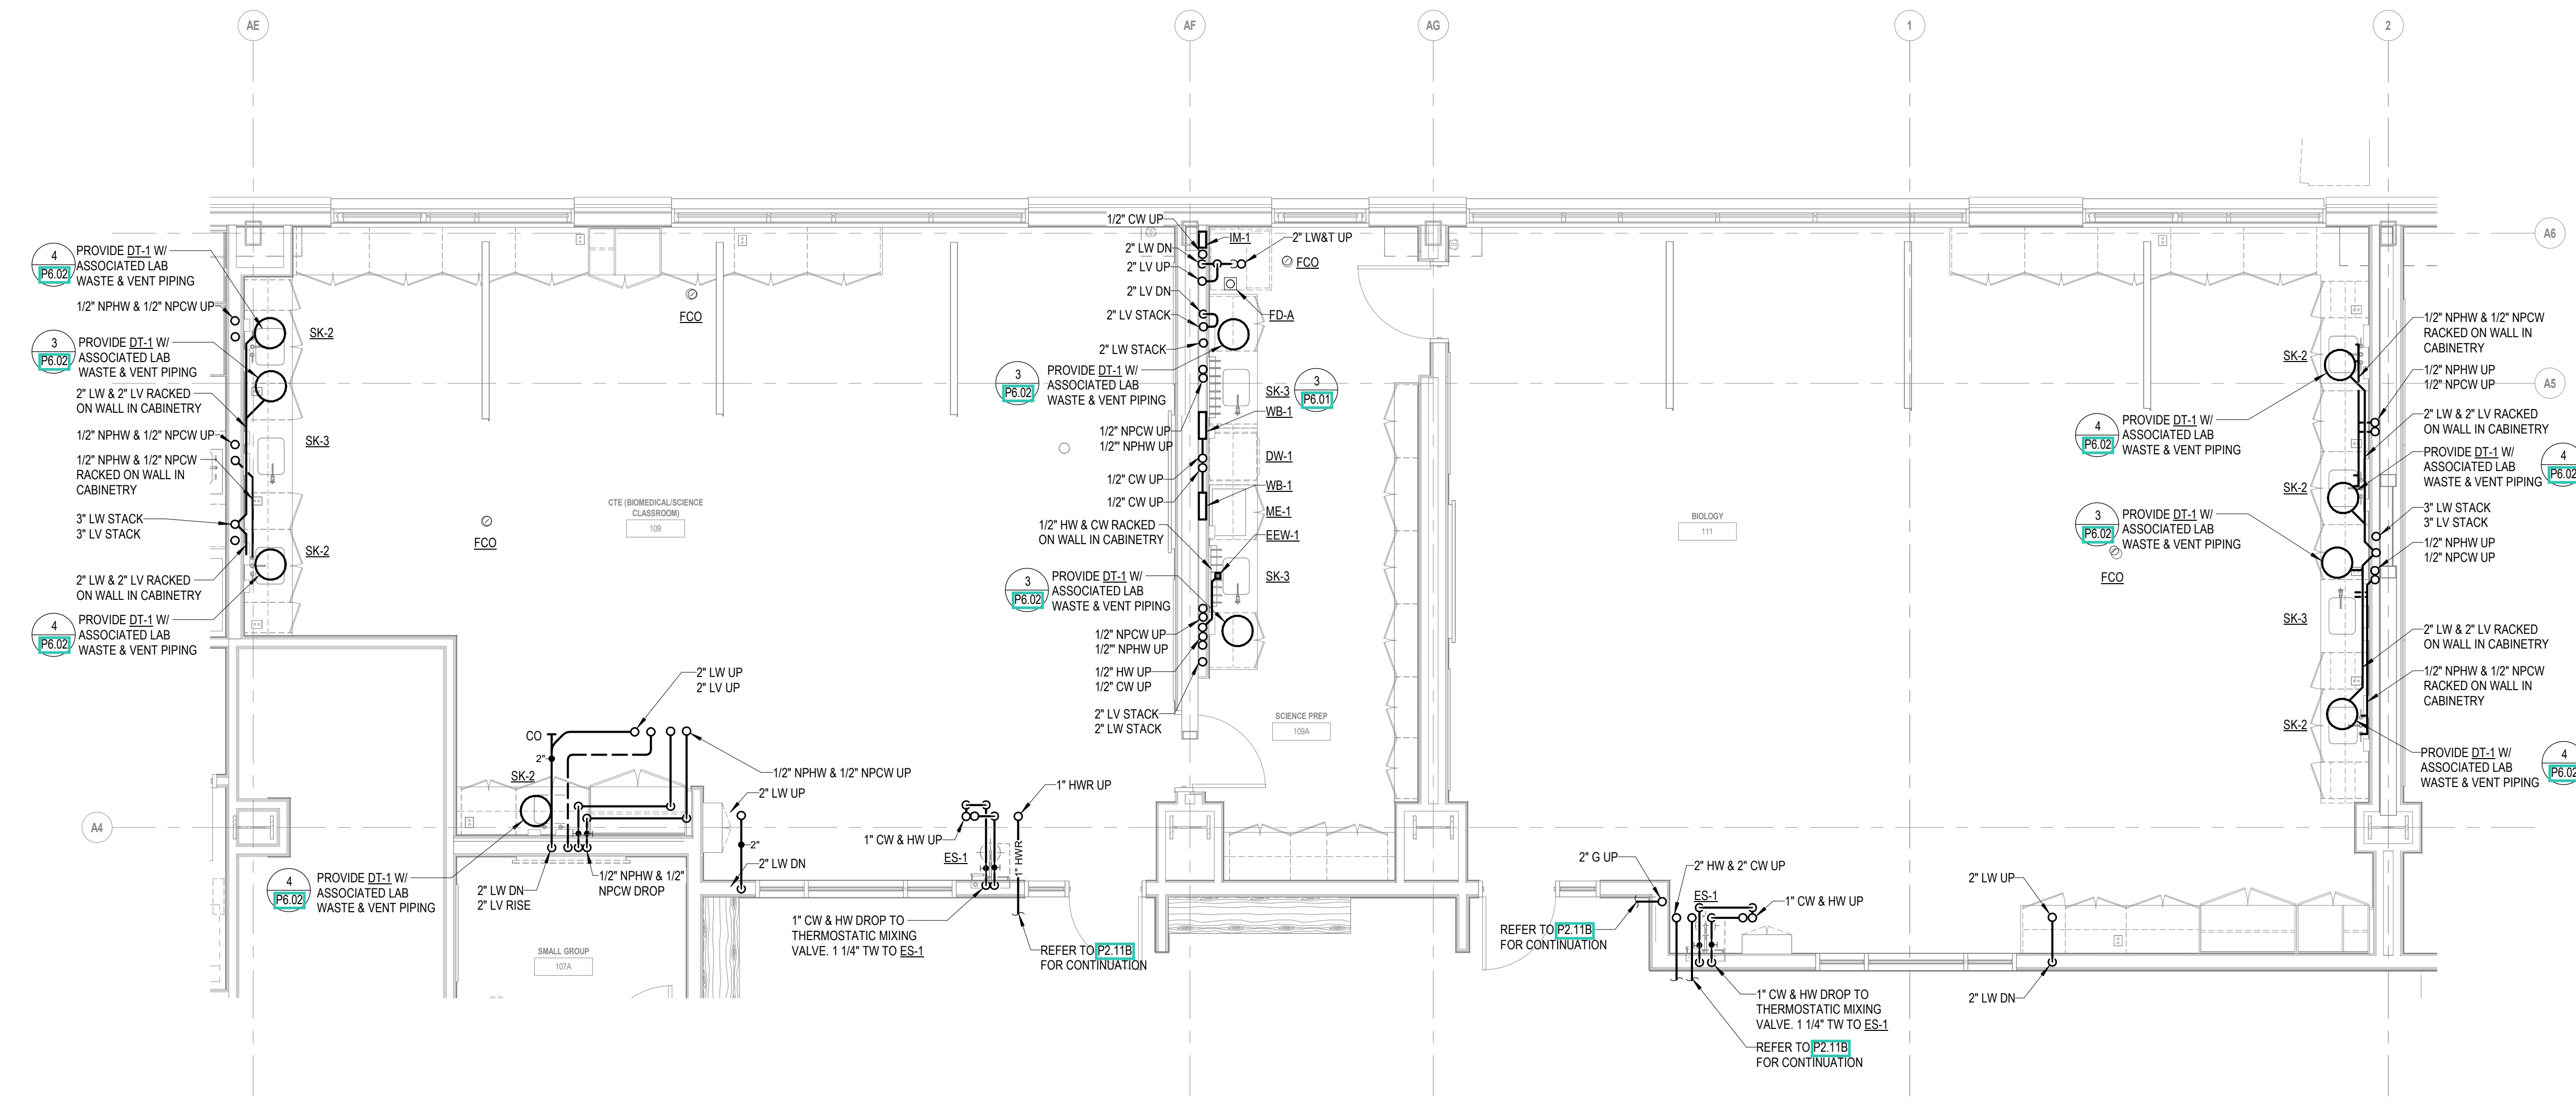 AE
AF
AG
1
2
A6
A5
A4
4
P6.02
PROVIDE DT-1 W/
ASSOCIATED LAB
WASTE & VENT PIPING
1/2" NPHW & 1/2" NPCW UP
SK-2
3
P6.02
PROVIDE DT-1 W/
ASSOCIATED LAB
WASTE & VENT PIPING
2" LW & 2" LV RACKED
ON WALL IN CABINETRY
1/2" NPHW & 1/2" NPCW UP
SK-3
1/2" NPHW & 1/2" NPCW
RACKED ON WALL IN
CABINETRY
3" LW STACK
3" LV STACK
SK-2
2" LW & 2" LV RACKED
ON WALL IN CABINETRY
4
P6.02
PROVIDE DT-1 W/
ASSOCIATED LAB
WASTE & VENT PIPING
FCO
FCO
CTE (BIOMEDICAL/SCIENCE
CLASSROOM)
109
2" LW UP
2" LV UP
CO
2"
SK-2
1/2" NPHW & 1/2" NPCW UP
2" LW UP
2"
2" LW DN
4
P6.02
PROVIDE DT-1 W/
ASSOCIATED LAB
WASTE & VENT PIPING
2" LW DN
2" LV RISE
1/2" NPHW & 1/2"
NPCW DROP
SMALL GROUP
107A
1" CW & HW UP
ES-1
1" HWR UP
1" HWR
1" CW & HW DROP TO
THERMOSTATIC MIXING
VALVE. 1 1/4" TW TO ES-1
REFER TO P2.11B
FOR CONTINUATION
1/2" CW UP
2" LW DN
2" LV UP
2" LV DN
2" LV STACK
2" LW STACK
IM-1
2" LW&T UP
FCO
FD-A
3
P6.02
PROVIDE DT-1 W/
ASSOCIATED LAB
WASTE & VENT PIPING
SK-3
3
P6.01
WB-1
1/2" NPCW UP
1/2"" NPHW UP
DW-1
1/2" CW UP
WB-1
1/2" CW UP
ME-1
1/2" HW & CW RACKED
ON WALL IN CABINETRY
EEW-1
SK-3
3
P6.02
PROVIDE DT-1 W/
ASSOCIATED LAB
WASTE & VENT PIPING
1/2" NPCW UP
1/2"" NPHW UP
1/2" HW UP
1/2" CW UP
2" LV STACK
2" LW STACK
SCIENCE PREP
109A
BIOLOGY
111
2" G UP
REFER TO P2.11B
FOR CONTINUATION
2" HW & 2" CW UP
ES-1
1" CW & HW UP
1" CW & HW DROP TO
THERMOSTATIC MIXING
VALVE. 1 1/4" TW TO ES-1
REFER TO P2.11B
FOR CONTINUATION
2" LW UP
2" LW DN
SK-2
4
P6.02
PROVIDE DT-1 W/
ASSOCIATED LAB
WASTE & VENT PIPING
SK-2
3
P6.02
PROVIDE DT-1 W/
ASSOCIATED LAB
WASTE & VENT PIPING
FCO
SK-3
SK-2
1/2" NPHW & 1/2" NPCW
RACKED ON WALL IN
CABINETRY
1/2" NPHW UP
1/2" NPCW UP
2" LW & 2" LV RACKED
ON WALL IN CABINETRY
PROVIDE DT-1 W/
ASSOCIATED LAB
WASTE & VENT PIPING
4
P6.02
3" LW STACK
3" LV STACK
1/2" NPHW UP
1/2" NPCW UP
2" LW & 2" LV RACKED
ON WALL IN CABINETRY
1/2" NPHW & 1/2" NPCW
RACKED ON WALL IN
CABINETRY
PROVIDE DT-1 W/
ASSOCIATED LAB
WASTE & VENT PIPING
4
P6.02